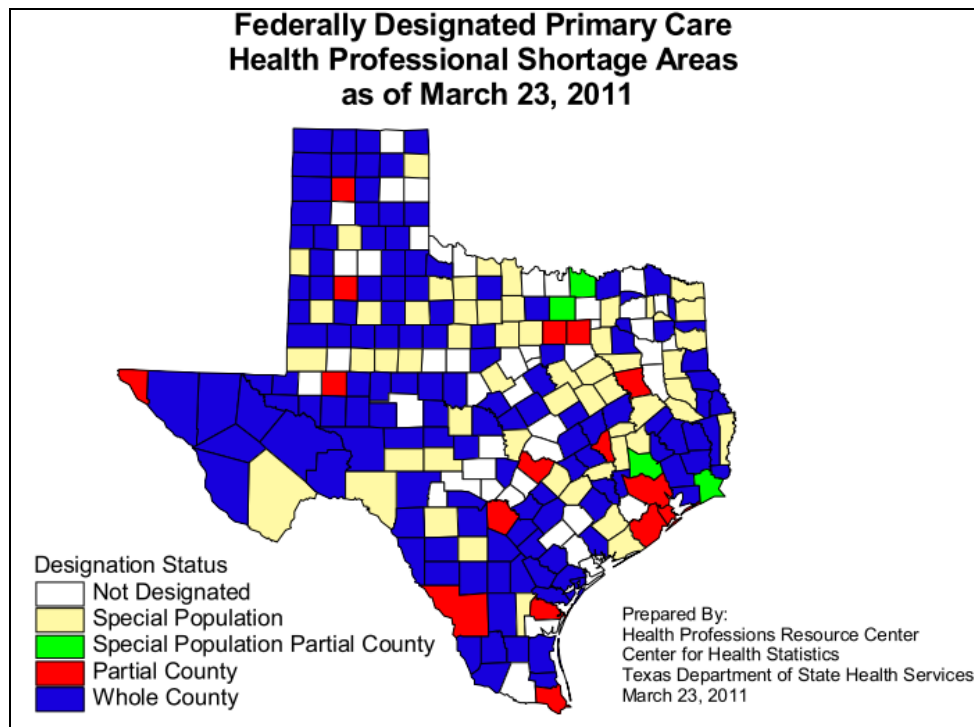 Federally Designated Primary Care
Health Professional Shortage Areas
as of March 23, 2011
Designation Status
Not Designated
Special Population
Special Population Partial County
Partial County
Whole County
Prepared By:
Health Professions Resource Center
Center for Health Statistics
Texas Department of State Health Services
March 23, 2011